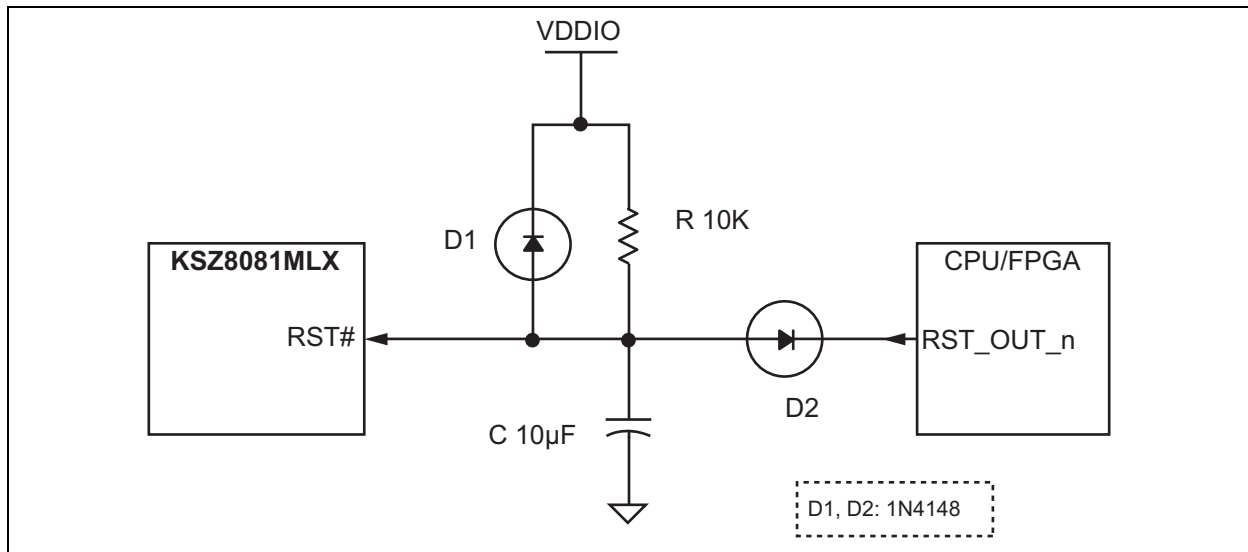 VDDIO
D1
R 10K
KSZ8081MLX
RST#
CPU/FPGA
RST_OUT_n
D2
C 10µF
D1, D2: 1N4148